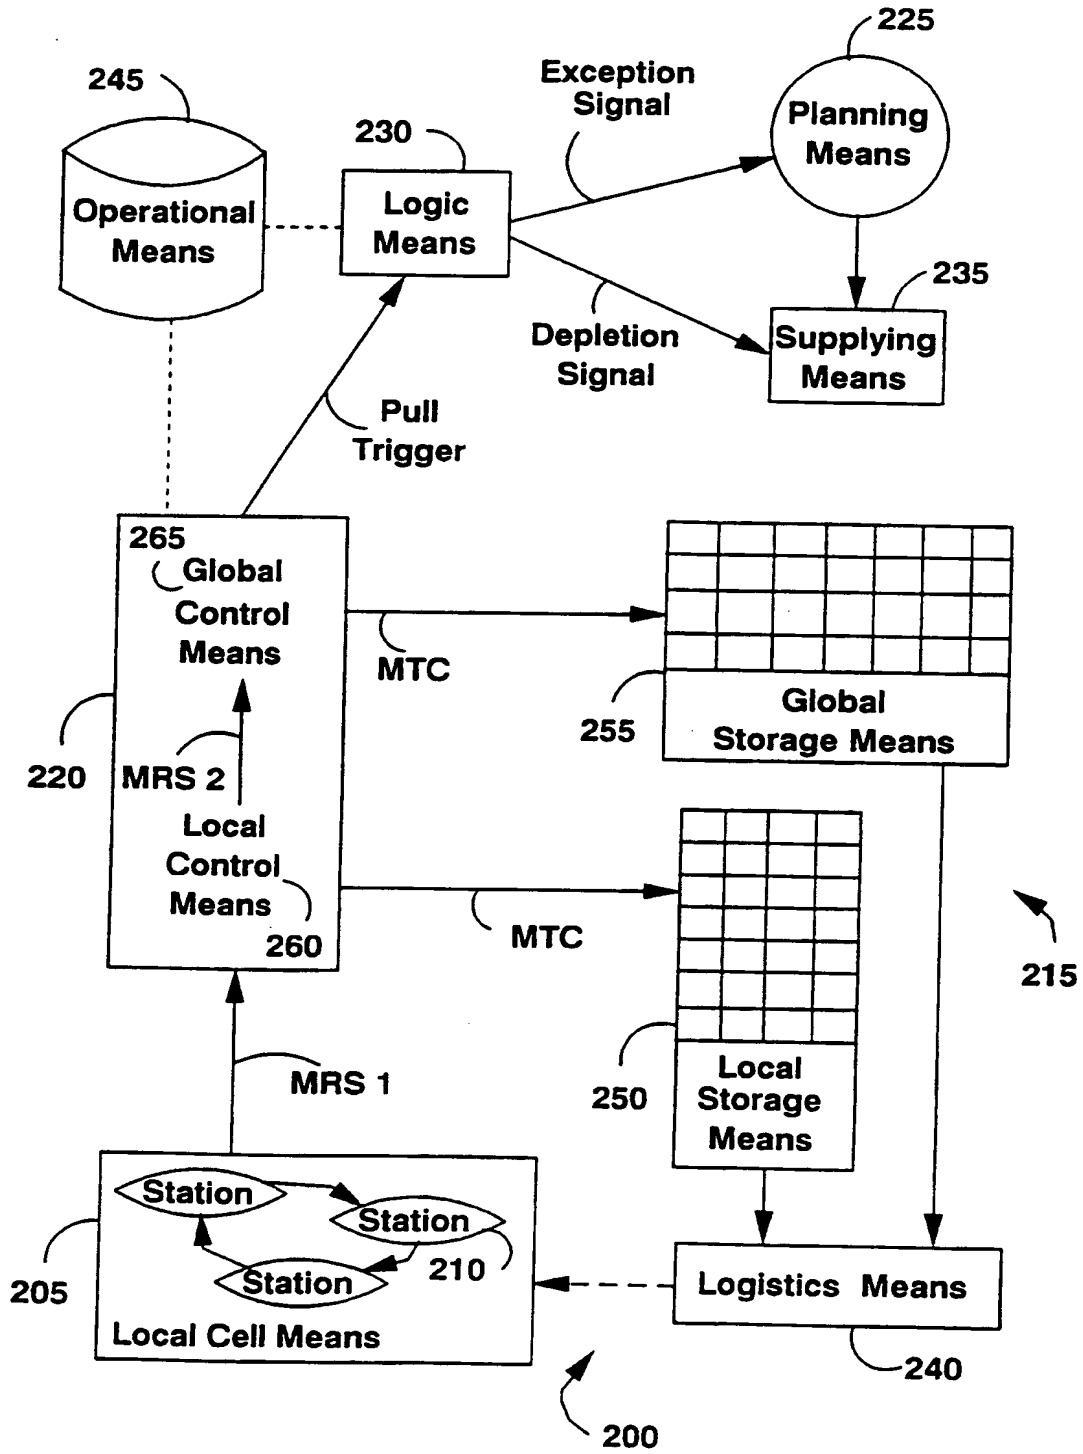 225
Exception
Signal
245
Planning
Means
230
Logic
Means
Operational
Means
235
Depletion
Signal
Supplying
Means
Pull
Trigger
265
Global
Control
Means
MTC
255
Global
Storage Means
220
MRS 2
Local
Control
Means
260
MTC
215
MRS 1
250
Local
Storage
Means
Station
Station
210
Station
205
Local Cell Means
Logistics Means
240
200